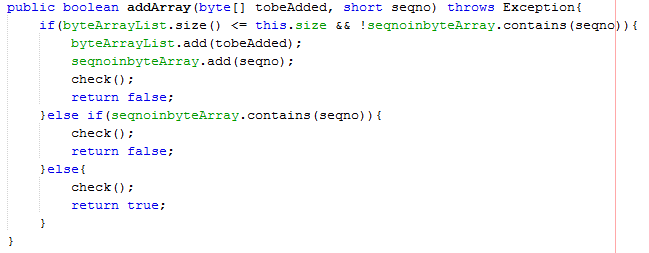 public boolean addArray(byte[] tobeAdded, short seqno) throws Exception{
    if(byteArrayList.size() <= this.size && !seqnoinbyteArray.contains(seqno)){
        byteArrayList.add(tobeAdded);
        seqnoinbyteArray.add(seqno);
        check();
        return false;
    }else if(seqnoinbyteArray.contains(seqno)){
        check();
        return false;
    }else{
        check();
        return true;
    }
}